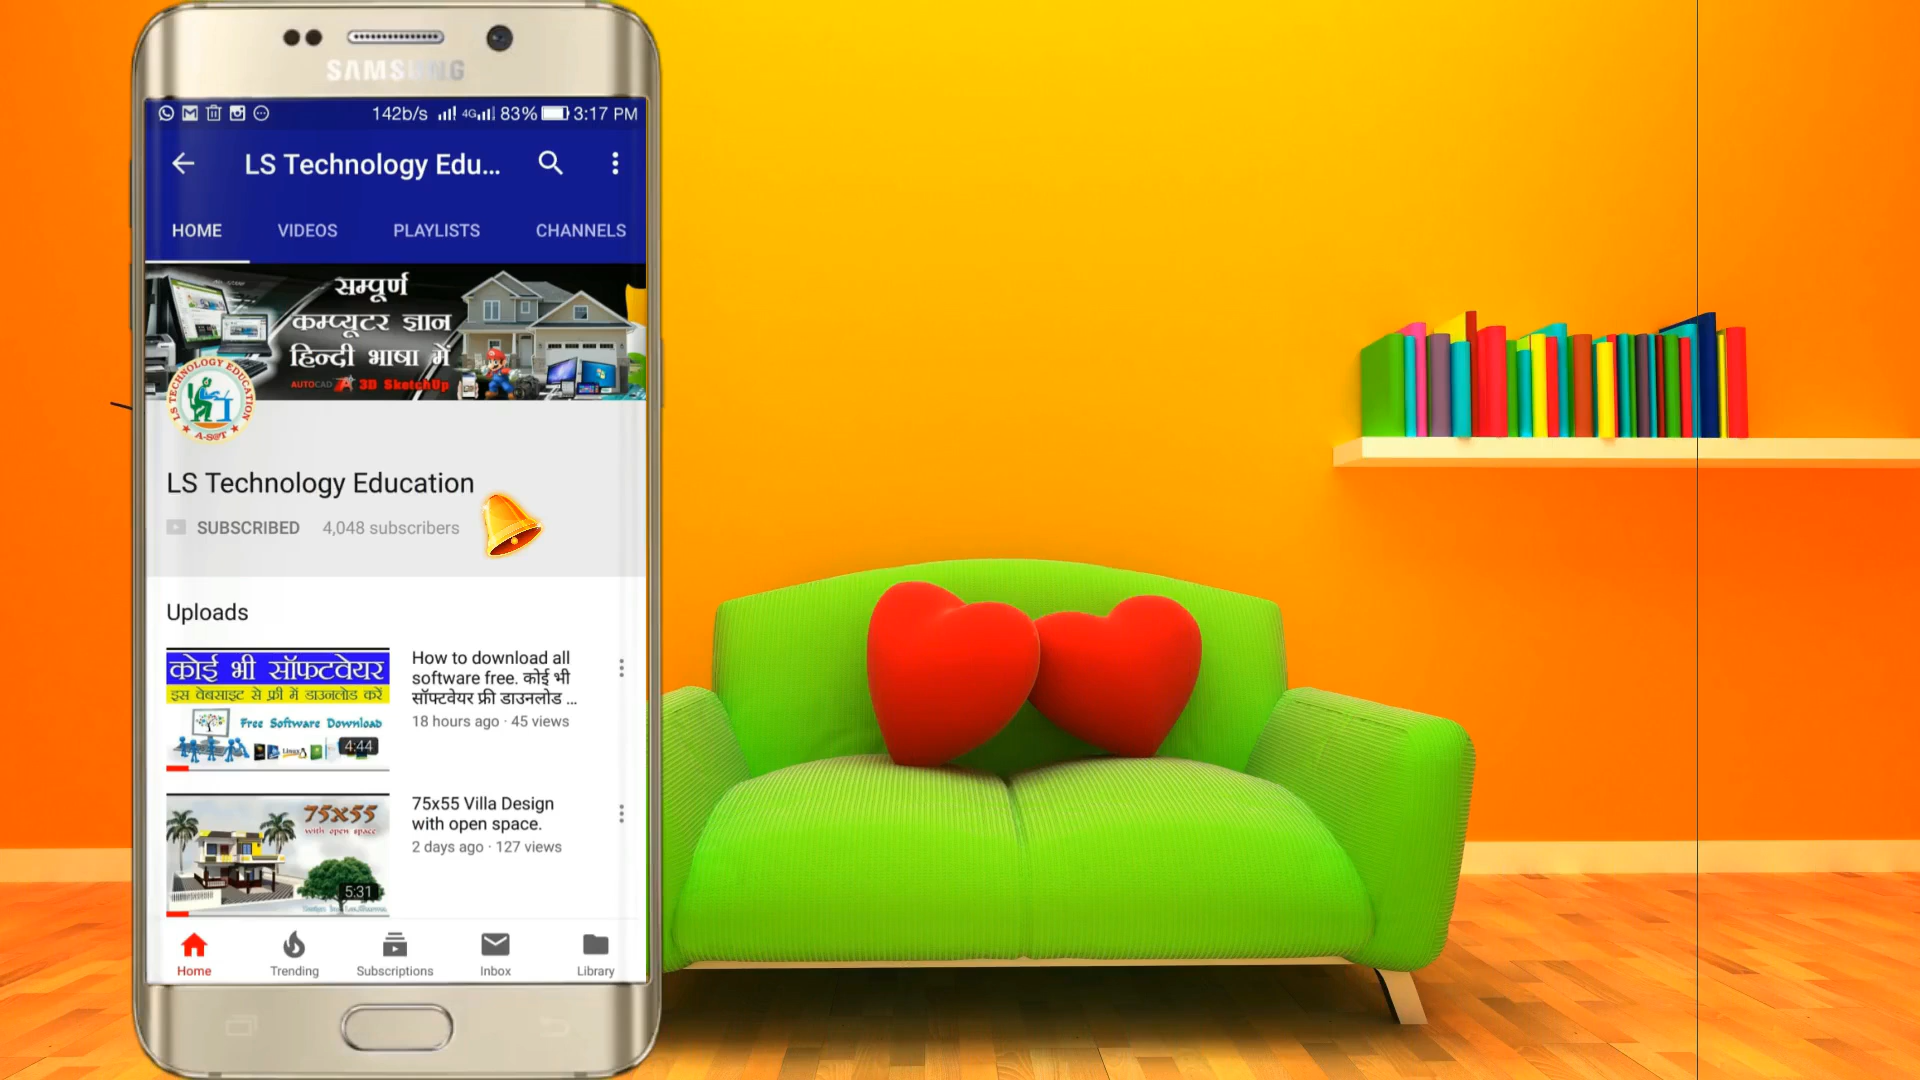 SAMSUNG
142b/s 4G 83% 3:17 PM
LS Technology Edu...
HOME VIDEOS PLAYLISTS CHANNELS
सम्पूर्ण
कम्प्यूटर ज्ञान
हिन्दी भाषा में
AUTOCAD 3D SketchUp
LS TECHNOLOGY EDUCATION
A-S@T
LS Technology Education
SUBSCRIBED 4,048 subscribers
Uploads
कोई भी सॉफटवेयर
इस वेबसाइट से फ्री में डाउनलोड करें
Free Software Download
Linux
4:44
How to download all
software free. कोई भी
सॉफ्टवेयर फ्री डाउनलोड ...
18 hours ago · 45 views
75x55
with open space
5:31
75x55 Villa Design
with open space.
2 days ago · 127 views
Home Trending Subscriptions Inbox Library